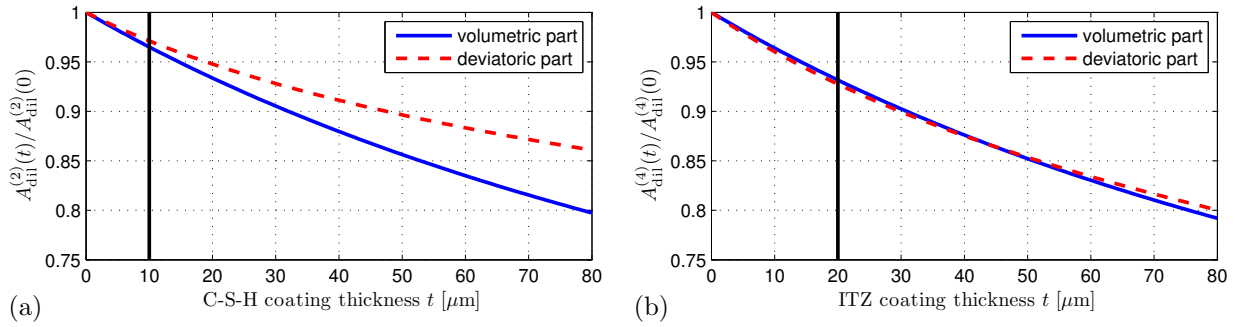 A_dil^(2)(t)/A_dil^(2)(0)
1
0.95
0.9
0.85
0.8
0.75
volumetric part
deviatoric part
0 10 20 30 40 50 60 70 80
(a) C-S-H coating thickness t [μm]
A_dil^(4)(t)/A_dil^(4)(0)
1
0.95
0.9
0.85
0.8
0.75
volumetric part
deviatoric part
0 10 20 30 40 50 60 70 80
(b) ITZ coating thickness t [μm]